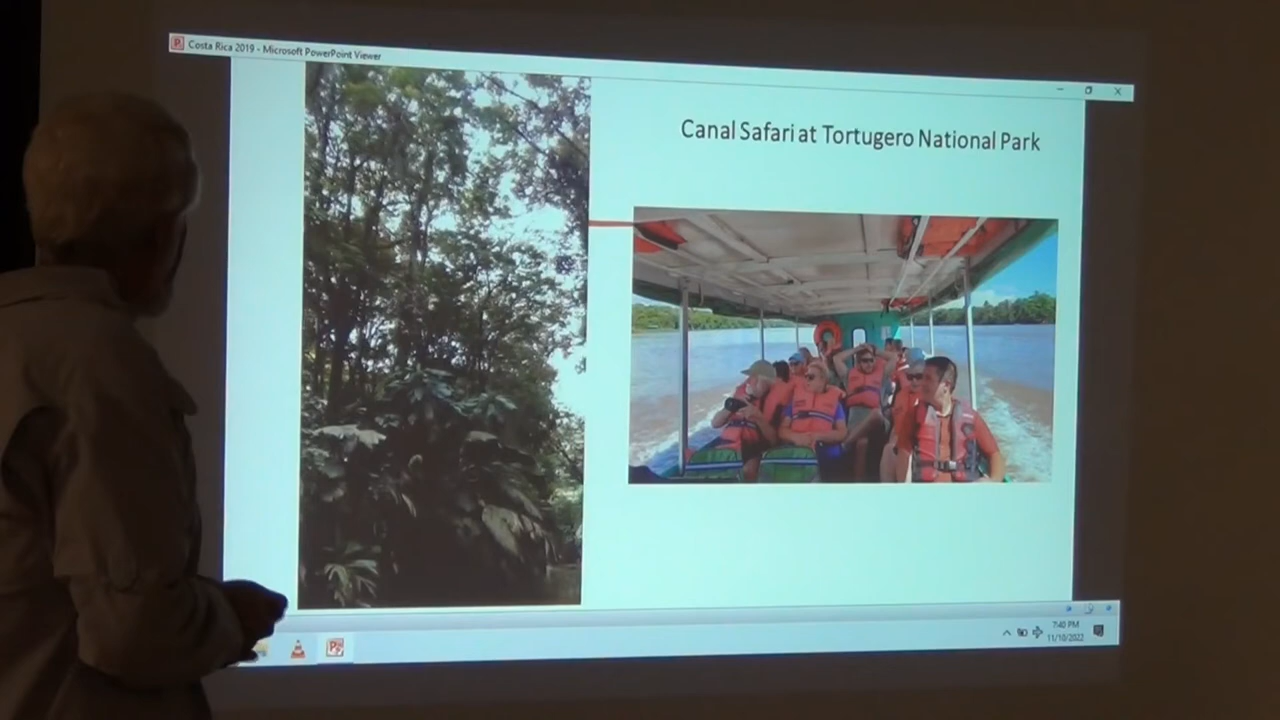 Costa Rica 2019 - Microsoft PowerPoint Viewer
Canal Safari at Tortugero National Park
7:40 PM
11/10/2022